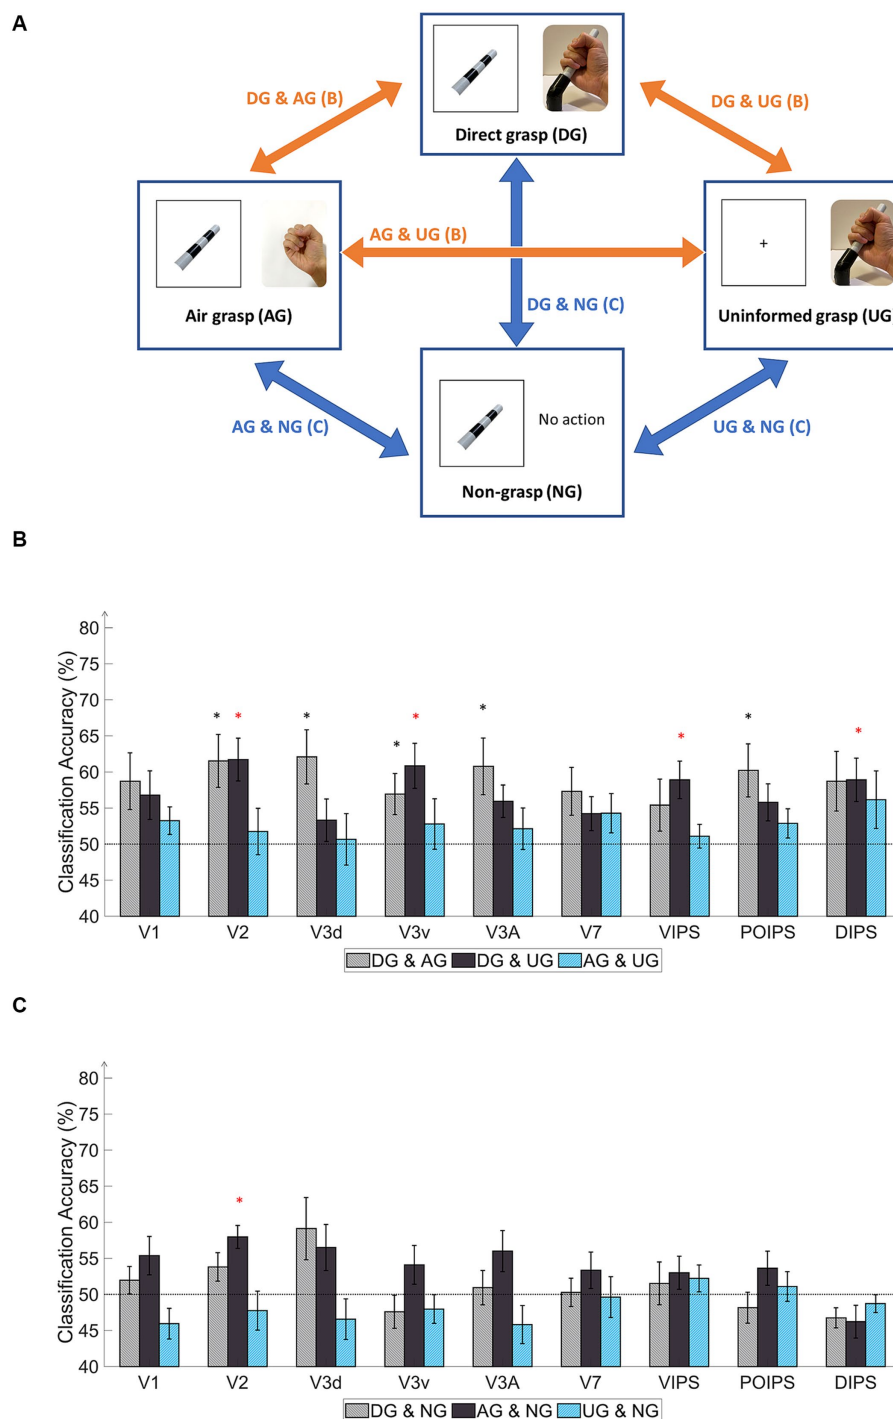 A
DG & AG (B)
DG & UG (B)
Direct grasp (DG)
AG & UG (B)
+
Air grasp (AG)
DG & NG (C)
Uninformed grasp (UG
AG & NG (C)
No action
UG & NG (C)
Non-grasp (NG)
B
Classification Accuracy (%)
80
75
70
65
60
55
50
45
40
* * * * * * * * *
V1 V2 V3d V3v V3A V7 VIPS POIPS DIPS
DG & AG DG & UG AG & UG
C
Classification Accuracy (%)
80
75
70
65
60
55
50
45
40
*
V1 V2 V3d V3v V3A V7 VIPS POIPS DIPS
DG & NG AG & NG UG & NG